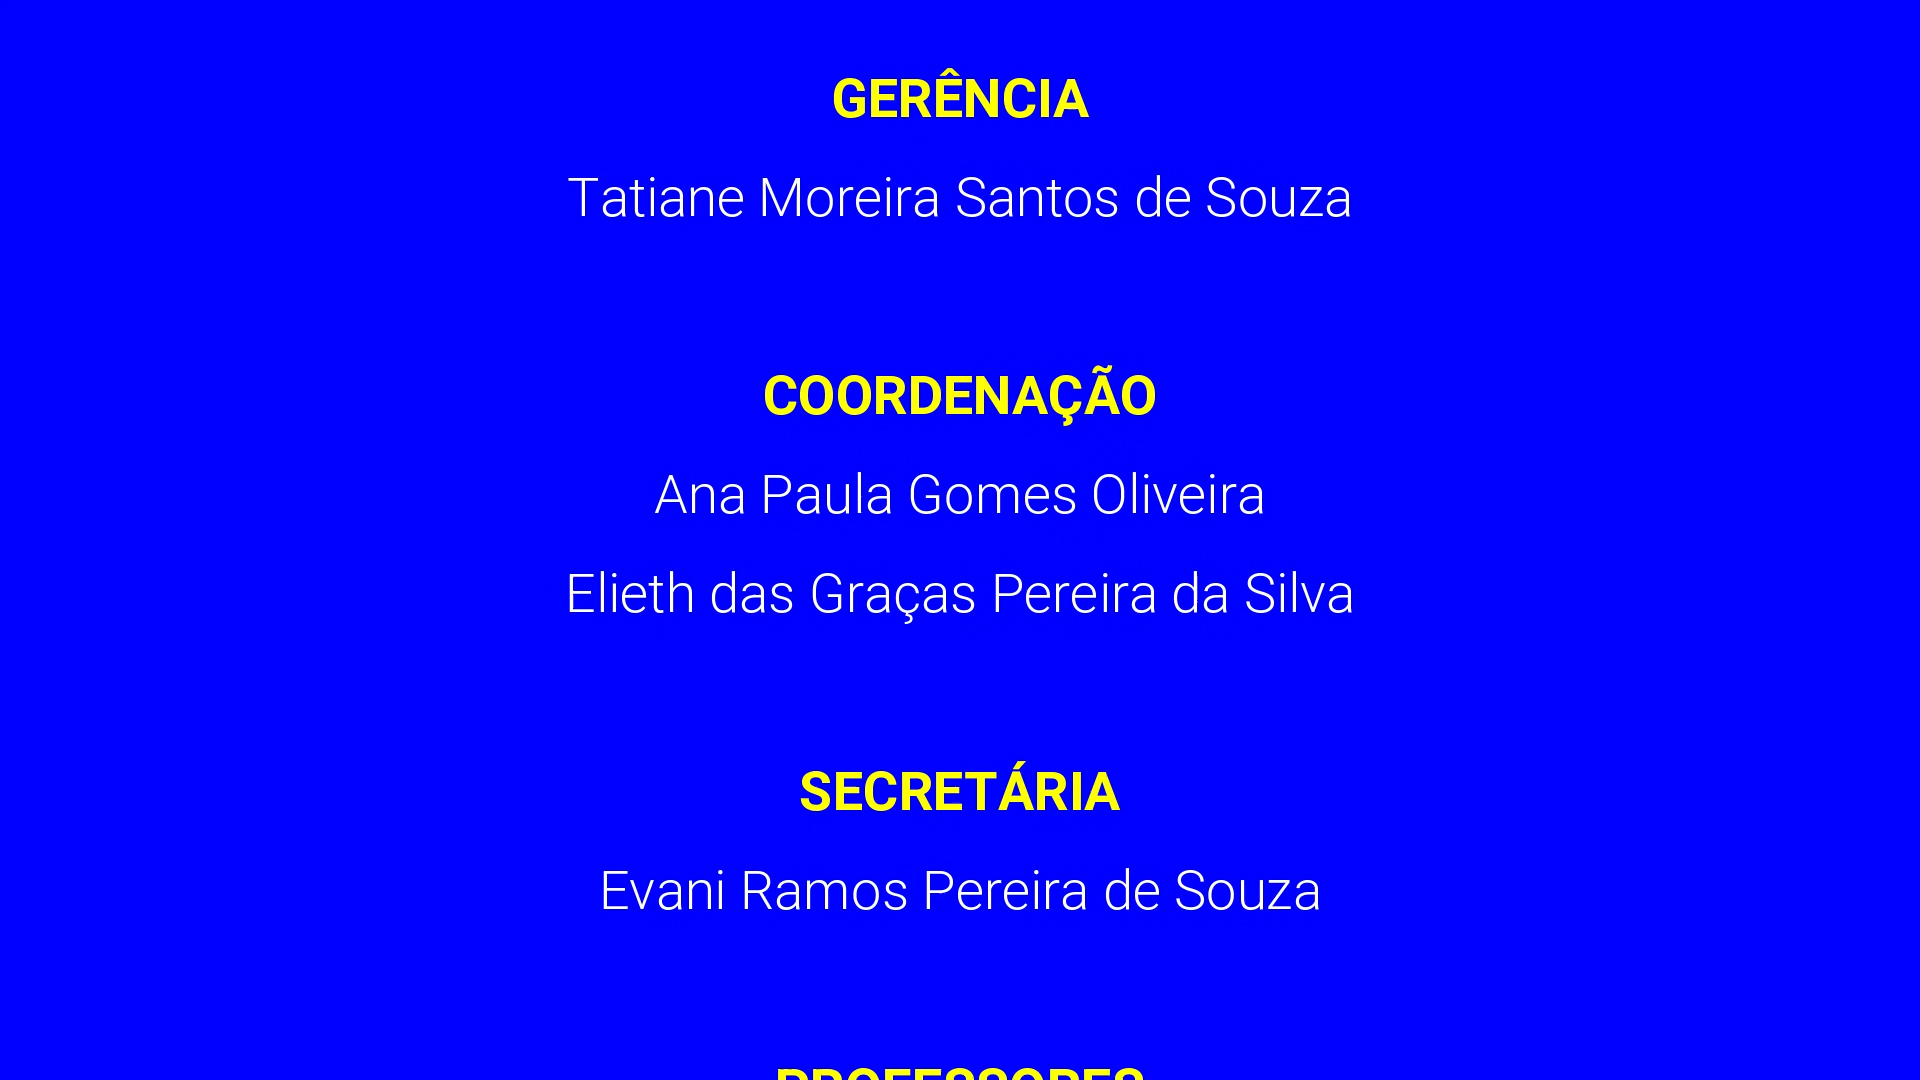 GERÊNCIA
Tatiane Moreira Santos de Souza
COORDENAÇÃO
Ana Paula Gomes Oliveira
Elieth das Graças Pereira da Silva
SECRETÁRIA
Evani Ramos Pereira de Souza
PROFESSORES